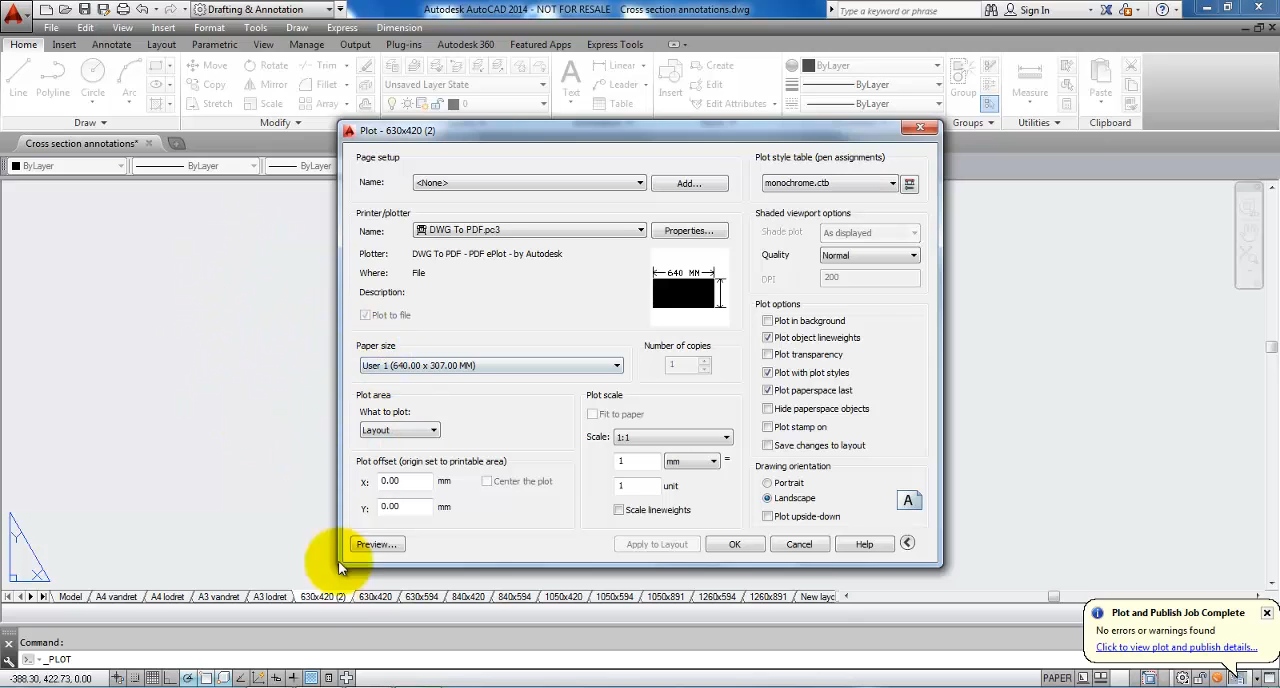 Drafting & Annotation
Autodesk AutoCAD 2014 - NOT FOR RESALE Cross section annotations.dwg
Type a keyword or phrase
Sign In
File Edit View Insert Format Tools Draw Express Dimension
Home Insert Annotate Layout Parametric View Manage Output Plug-ins Autodesk 360 Featured Apps Express Tools
Move Rotate Trim
Linear
Create
ByLayer
Copy Mirror Fillet
Unsaved Layer State
Leader
Edit
ByLayer
Line Polyline Circle Arc
Text
Insert
Group
Measure
Paste
Stretch Scale Array
0
Table
Edit Attributes
ByLayer
Draw
Modify
Groups
Utilities
Clipboard
Cross section annotations*
ByLayer
ByLayer
ByLayer
Plot - 630x420 (2)
Page setup
Name: <None> Add...
Printer/plotter
Name: DWG To PDF.pc3 Properties...
Plotter: DWG To PDF - PDF ePlot - by Autodesk
Where: File
Description:
Plot to file
640 MN
Paper size
User 1 (640.00 x 307.00 MM)
Number of copies
1
Plot area
What to plot:
Layout
Plot offset (origin set to printable area)
X: 0.00 mm
Center the plot
Y: 0.00 mm
Plot scale
Fit to paper
Scale: 1:1
1 mm =
1 unit
Scale lineweights
Plot style table (pen assignments)
monochrome.ctb
Shaded viewport options
Shade plot As displayed
Quality Normal
DPI 200
Plot options
Plot in background
Plot object lineweights
Plot transparency
Plot with plot styles
Plot paperspace last
Hide paperspace objects
Plot stamp on
Save changes to layout
Drawing orientation
Portrait
Landscape
Plot upside-down
A
Preview... Apply to Layout OK Cancel Help
Y
X
Model A4 vandret A4 lodret A3 vandret A3 lodret 630x420 (2) 630x420 630x594 840x420 840x594 1050x420 1050x594 1050x891 1260x594 1260x891 New layc
Plot and Publish Job Complete
No errors or warnings found
Click to view plot and publish details...
Command:
_PLOT
-388.30, 422.73, 0.00
PAPER